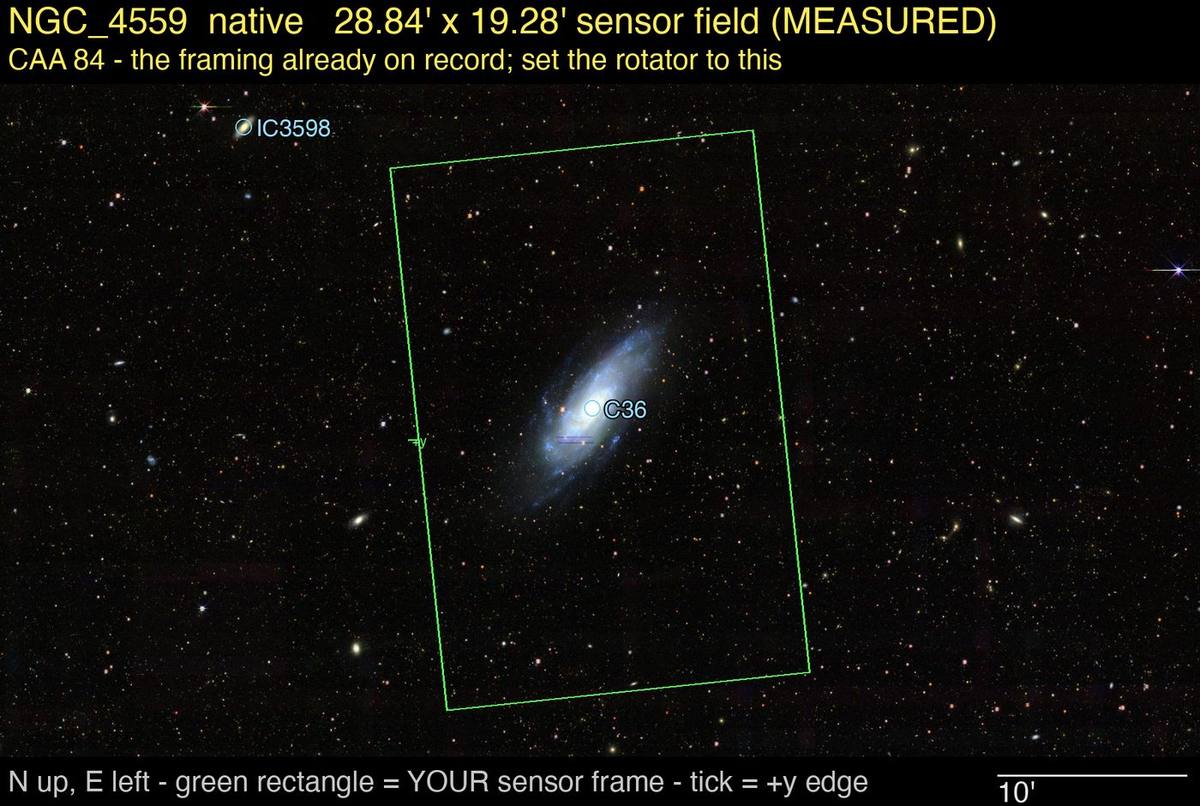 NGC_4559 native 28.84' x 19.28' sensor field (MEASURED)
CAA 84 - the framing already on record; set the rotator to this
IC3598
C36
+y
N up, E left - green rectangle = YOUR sensor frame - tick = +y edge
10'